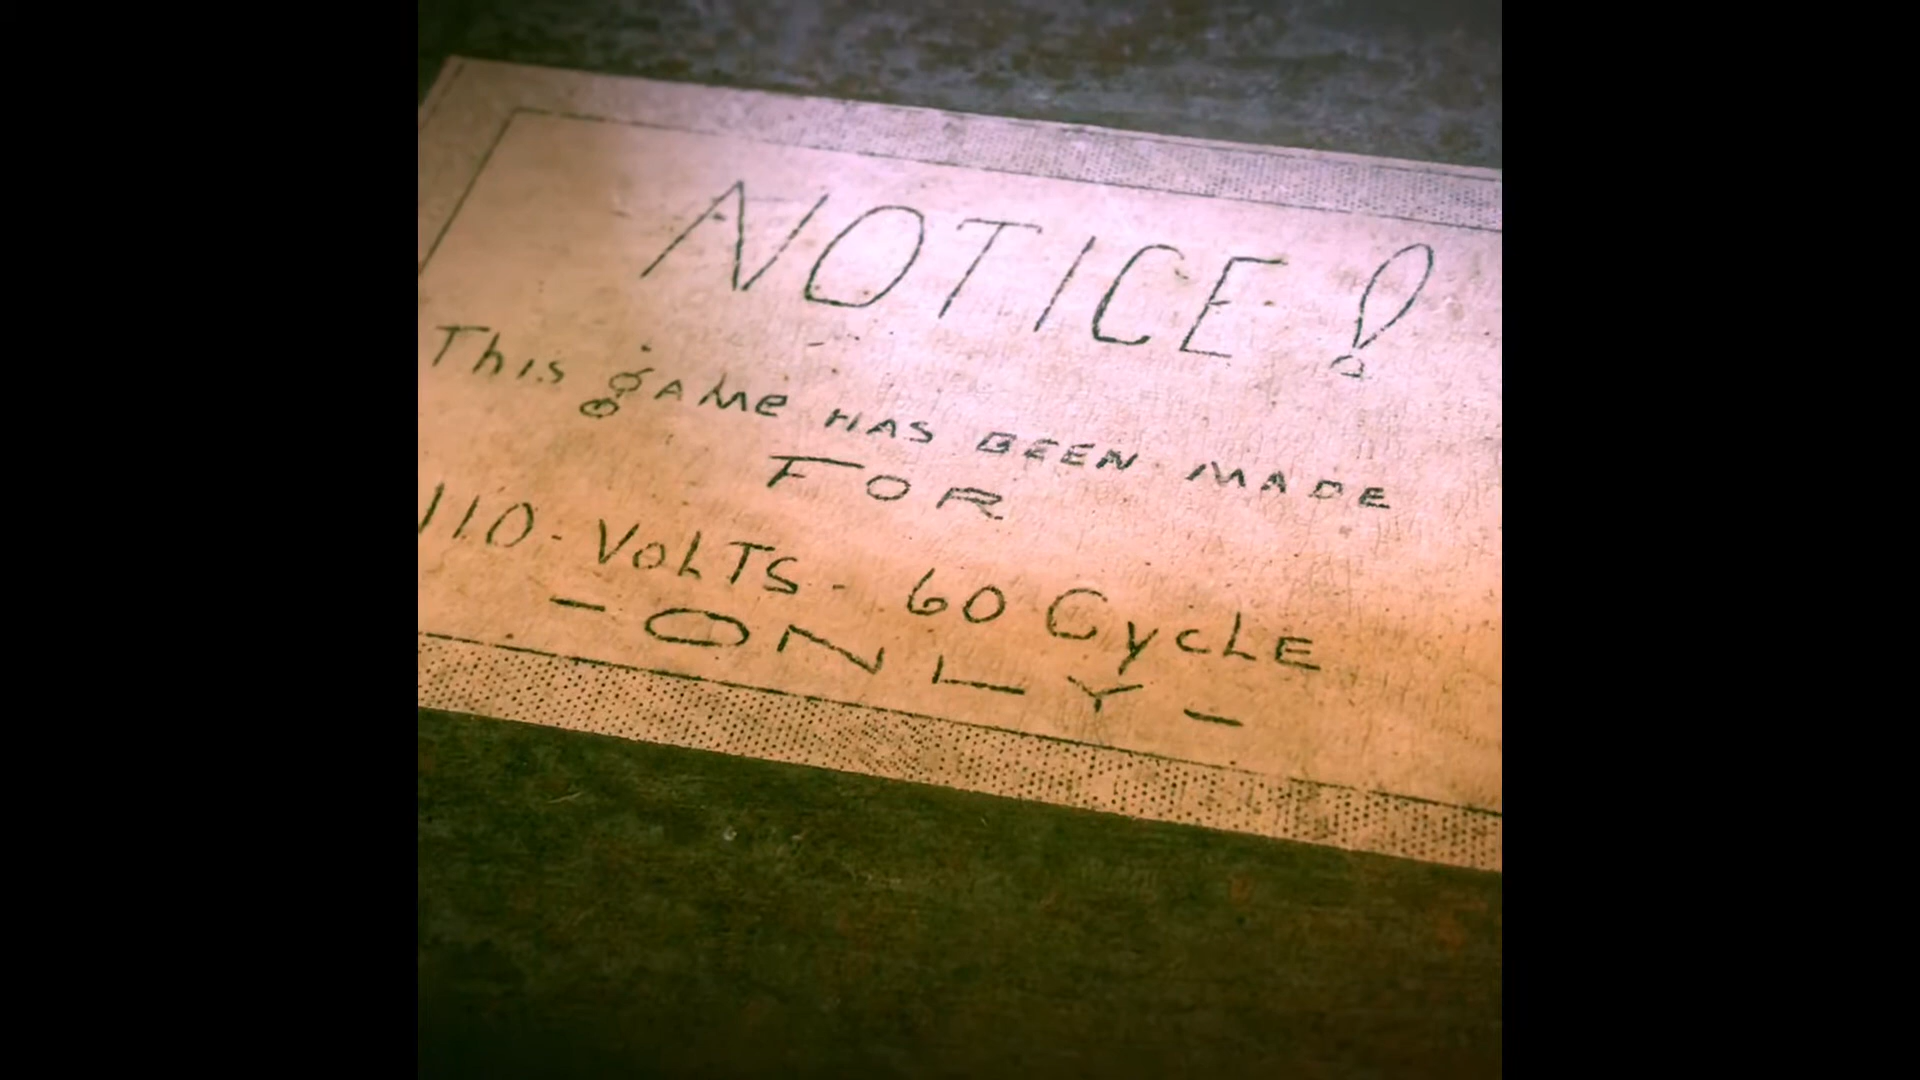 NOTICE!
This game HAS BEEN MADE
FOR
110-VOLTS-60 CycLE
-ONLY-